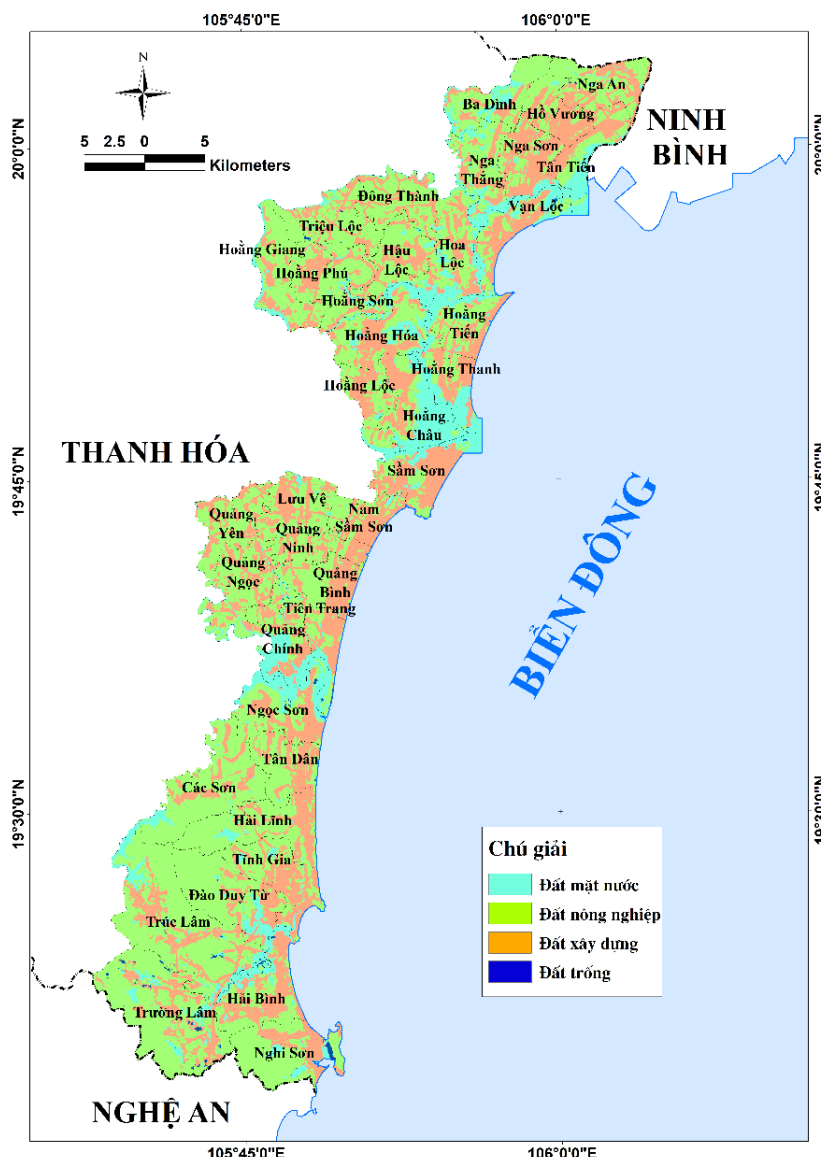 105°45'0"E
106°0'0"E
N
5 2.5 0 5
Kilometers
20°0'0"N
20°0'0"N
Nga An
Ba Đình
Hồ Vương
NINH
BÌNH
Nga Sơn
Nga
Thắng
Tân Tiến
Vạn Lộc
Đông Thành
Triệu Lộc
Hoằng Giang
Hậu
Lộc
Hoa
Lộc
Hoằng Phú
Hoằng Sơn
Hoằng
Tiến
Hoằng Hóa
Hoằng Thanh
Hoằng Lộc
Hoằng
Châu
THANH HÓA
Sầm Sơn
19°45'0"N
19°45'0"N
Lưu Vệ
Nam
Sầm Sơn
Quảng
Yên
Quảng
Ninh
Quảng
Ngọc
Quảng
Bình
Tiên Trang
Quảng
Chính
BIỂN ĐÔNG
Ngọc Sơn
Tân Dân
Các Sơn
19°30'0"N
19°30'0"N
Hải Lĩnh
Tĩnh Gia
Đào Duy Từ
Trúc Lâm
Hải Bình
Trường Lâm
Nghi Sơn
NGHỆ AN
Chú giải
Đất mặt nước
Đất nông nghiệp
Đất xây dựng
Đất trống
105°45'0"E
106°0'0"E